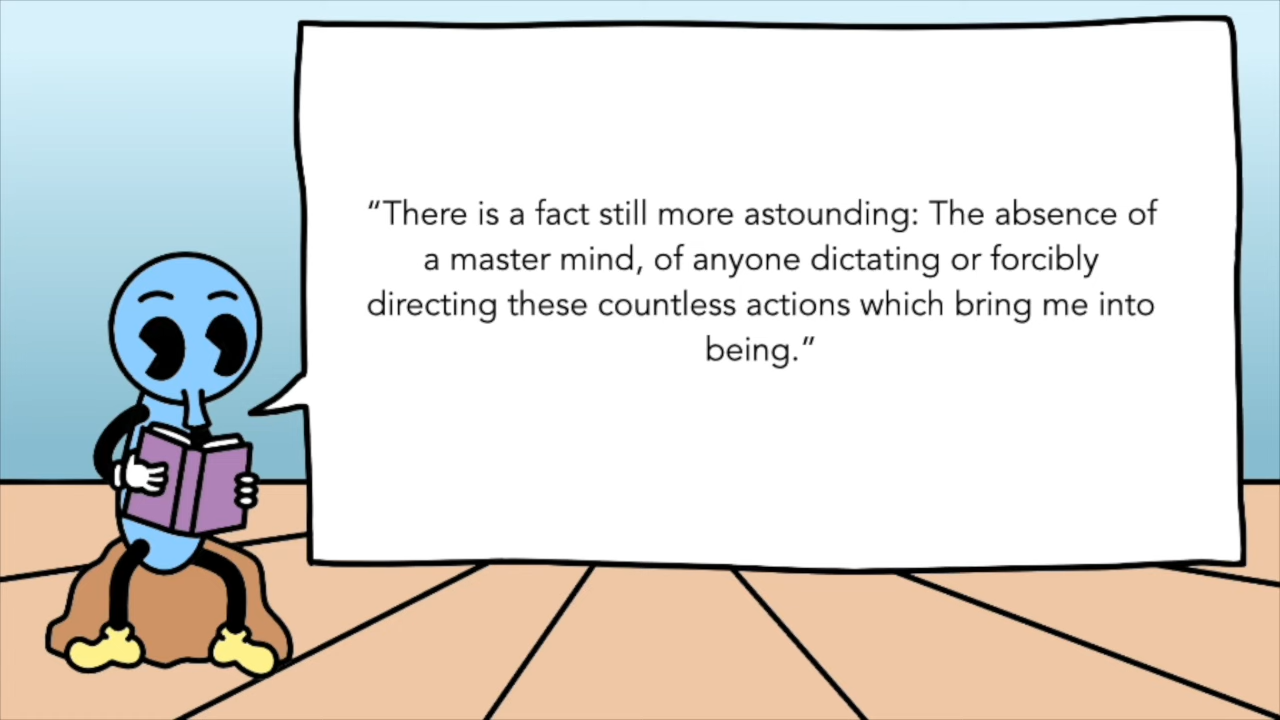 “There is a fact still more astounding: The absence of
a master mind, of anyone dictating or forcibly
directing these countless actions which bring me into
being.”